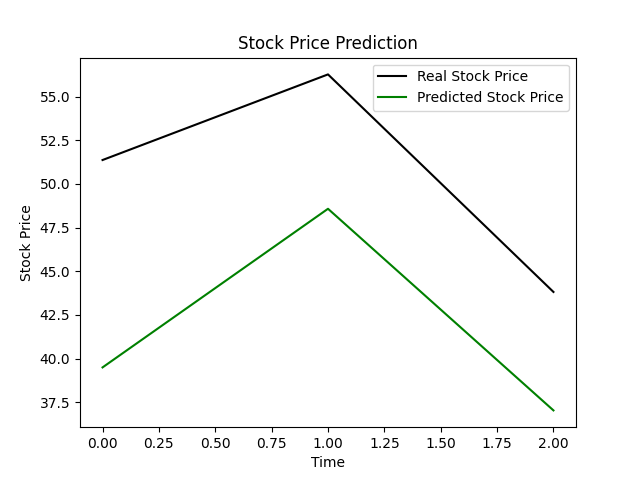 Stock Price Prediction
Real Stock Price
Predicted Stock Price
Stock Price
55.0
52.5
50.0
47.5
45.0
42.5
40.0
37.5
0.00 0.25 0.50 0.75 1.00 1.25 1.50 1.75 2.00
Time